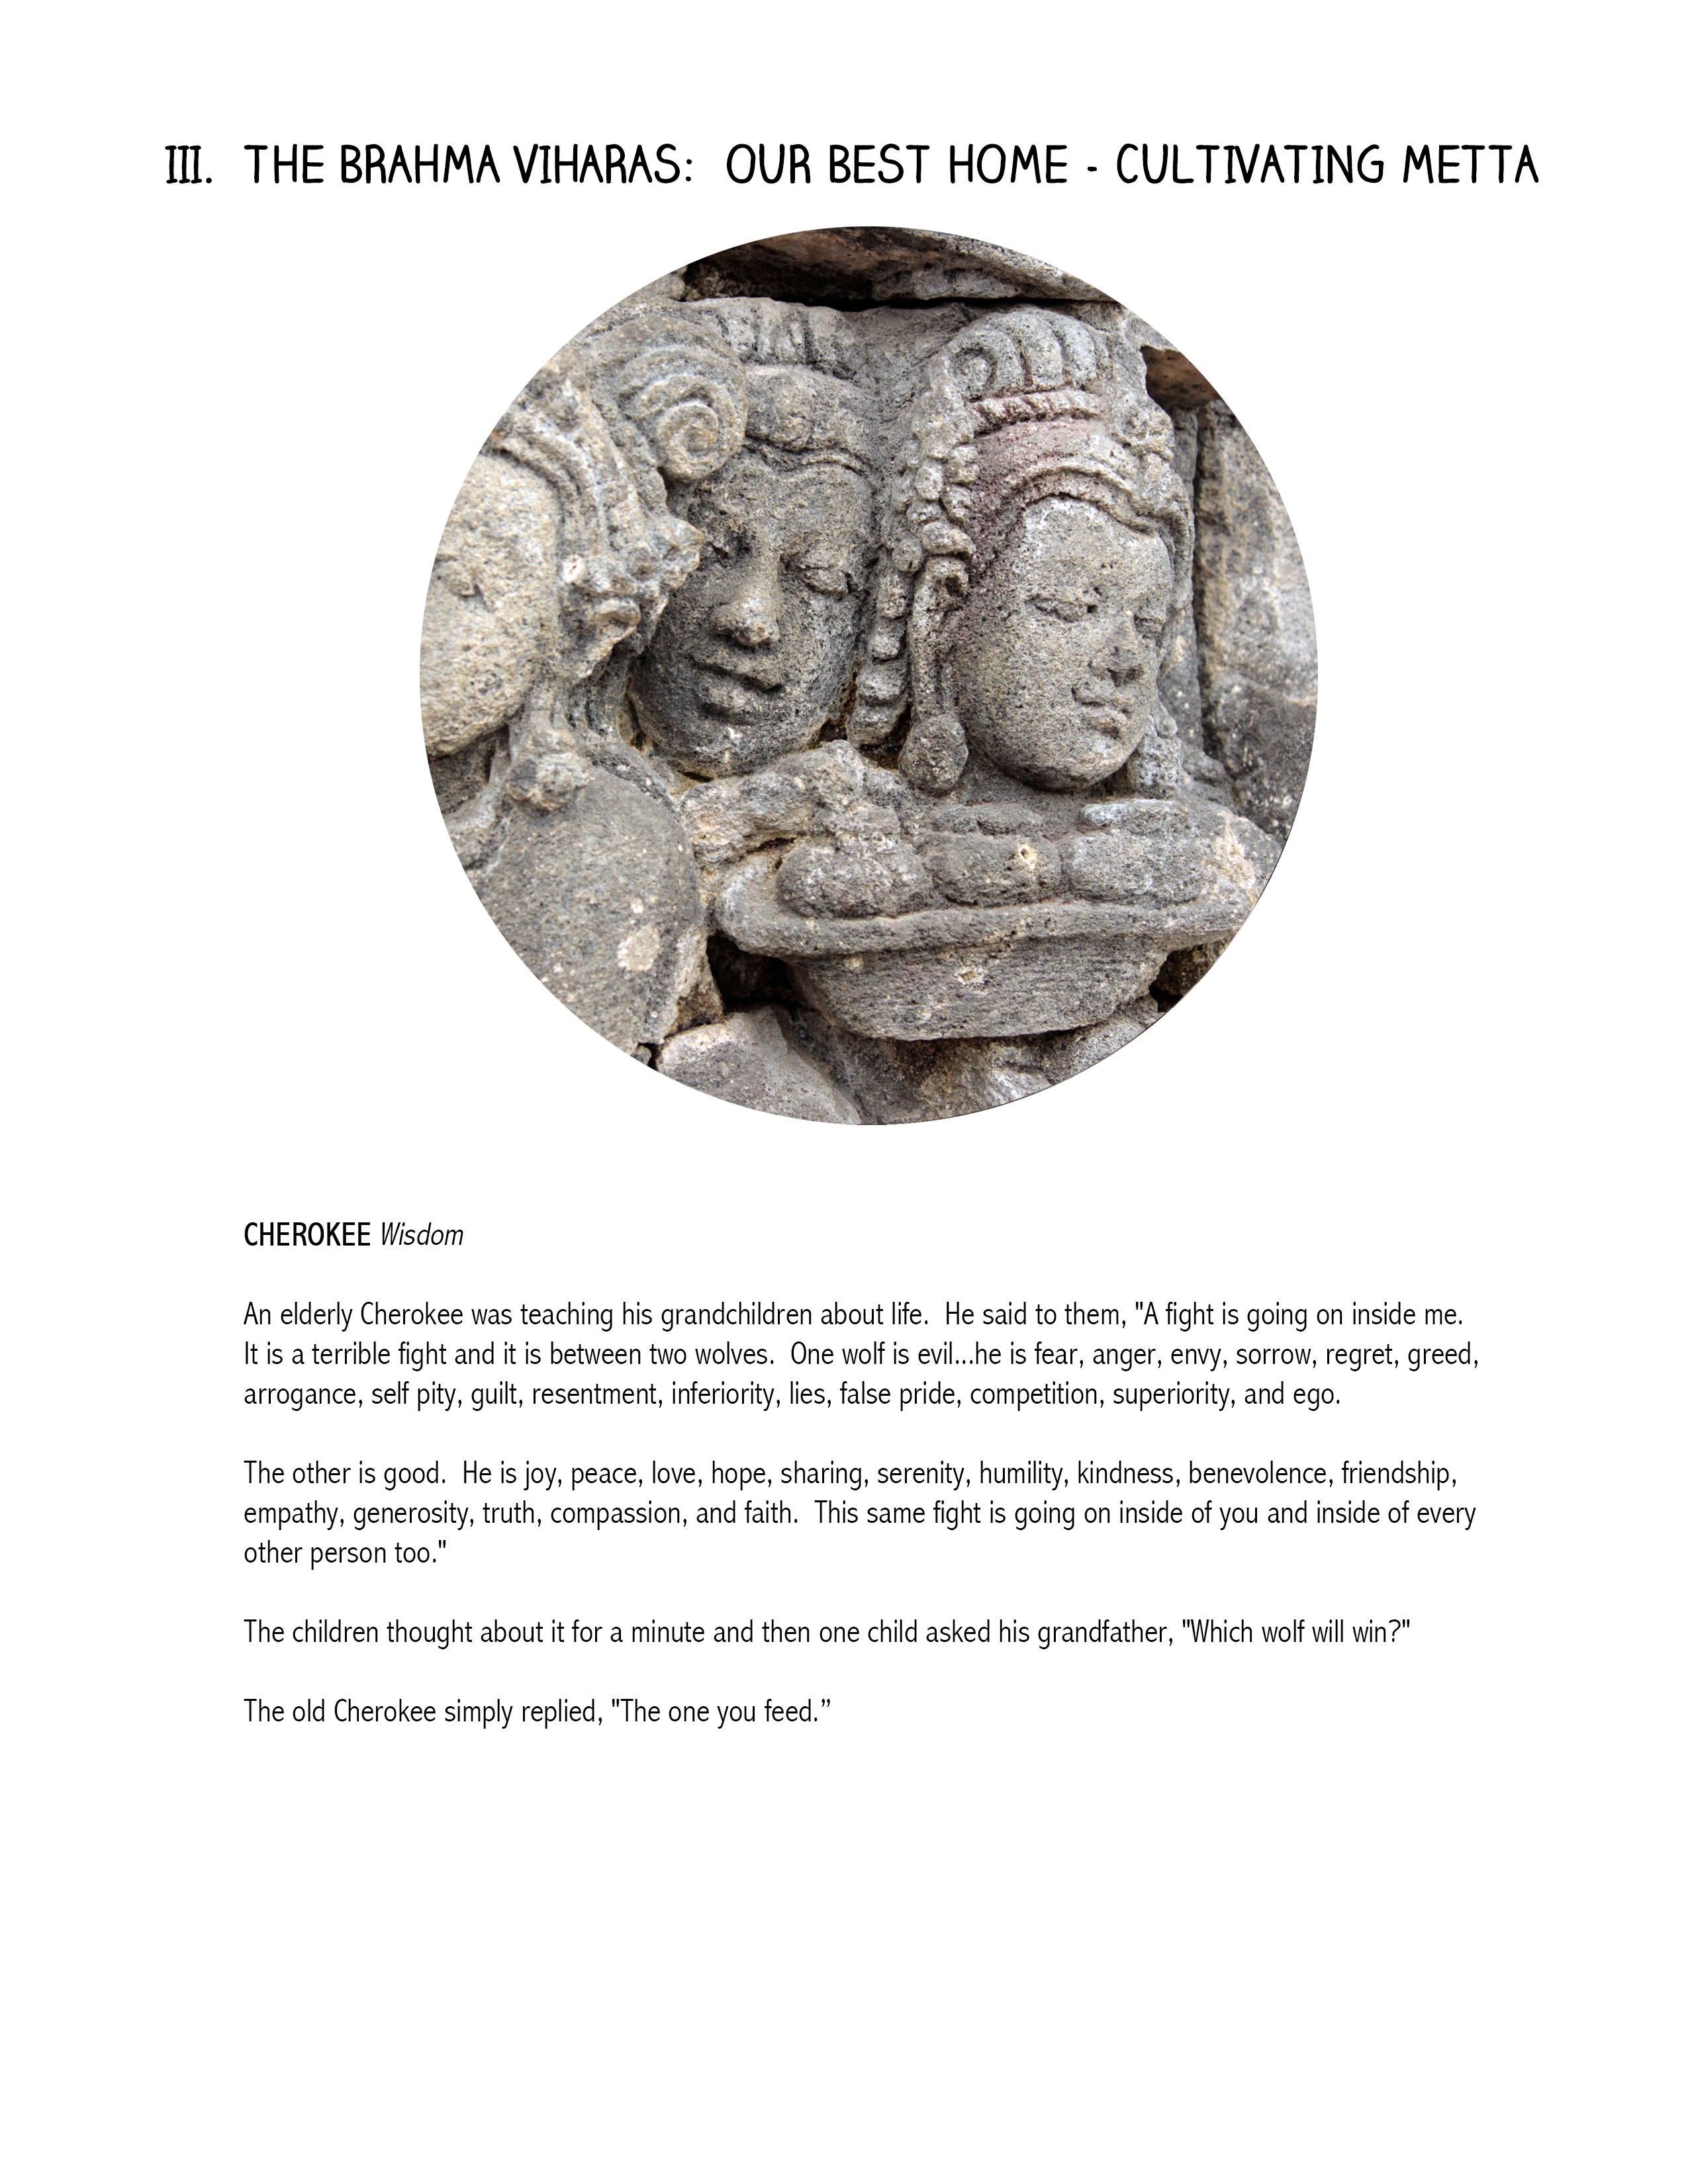 III.  THE BRAHMA VIHARAS:  OUR BEST HOME - CULTIVATING METTA
CHEROKEE Wisdom
An elderly Cherokee was teaching his grandchildren about life.  He said to them, "A fight is going on inside me.
It is a terrible fight and it is between two wolves.  One wolf is evil...he is fear, anger, envy, sorrow, regret, greed,
arrogance, self pity, guilt, resentment, inferiority, lies, false pride, competition, superiority, and ego.
The other is good.  He is joy, peace, love, hope, sharing, serenity, humility, kindness, benevolence, friendship,
empathy, generosity, truth, compassion, and faith.  This same fight is going on inside of you and inside of every
other person too."
The children thought about it for a minute and then one child asked his grandfather, "Which wolf will win?"
The old Cherokee simply replied, "The one you feed.”